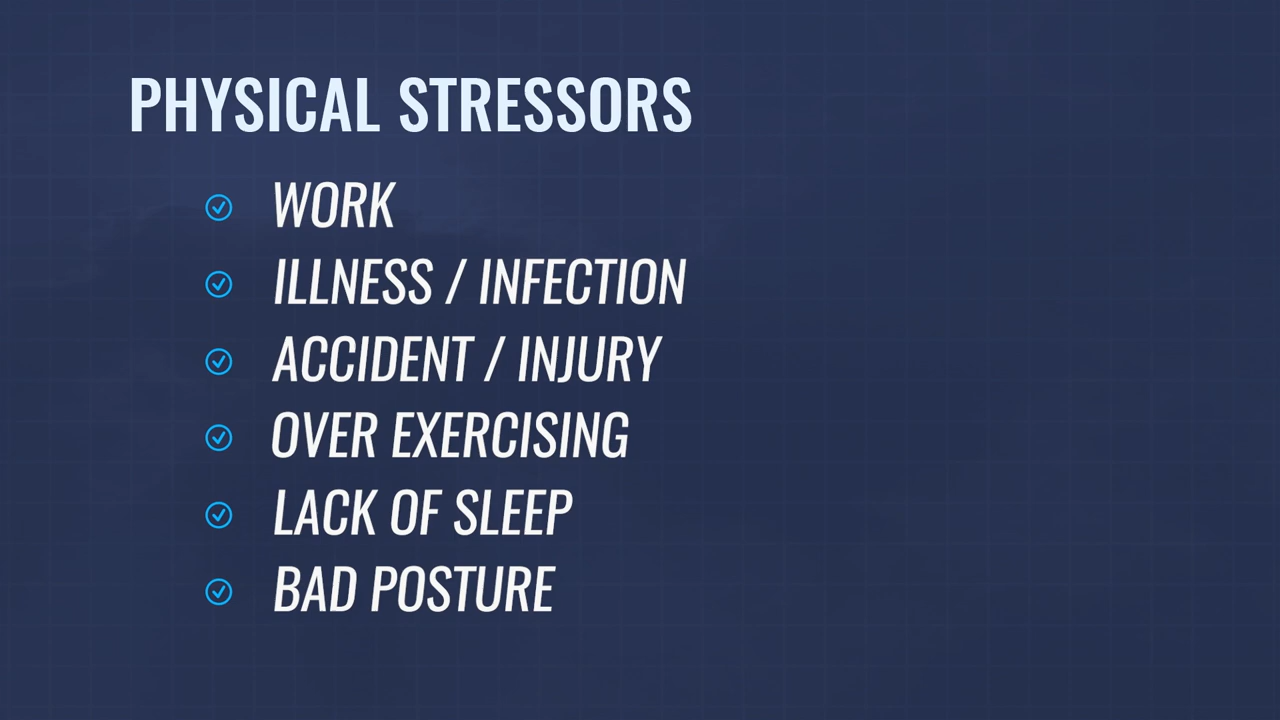 PHYSICAL STRESSORS
WORK
ILLNESS / INFECTION
ACCIDENT / INJURY
OVER EXERCISING
LACK OF SLEEP
BAD POSTURE